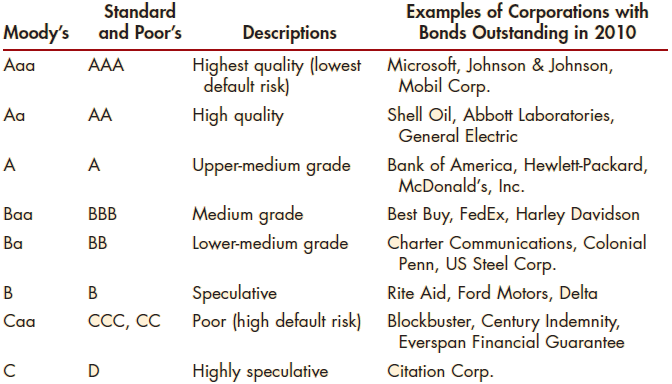 Standard Examples of Corporations with
Moody's and Poor's Descriptions Bonds Outstanding in 2010
Aaa AAA Highest quality (lowest Microsoft, Johnson & Johnson,
default risk) Mobil Corp.
Aa AA High quality Shell Oil, Abbott Laboratories,
General Electric
A A Upper-medium grade Bank of America, Hewlett-Packard,
McDonald's, Inc.
Baa BBB Medium grade Best Buy, FedEx, Harley Davidson
Ba BB Lower-medium grade Charter Communications, Colonial
Penn, US Steel Corp.
B B Speculative Rite Aid, Ford Motors, Delta
Caa CCC, CC Poor (high default risk) Blockbuster, Century Indemnity,
Everspan Financial Guarantee
C D Highly speculative Citation Corp.